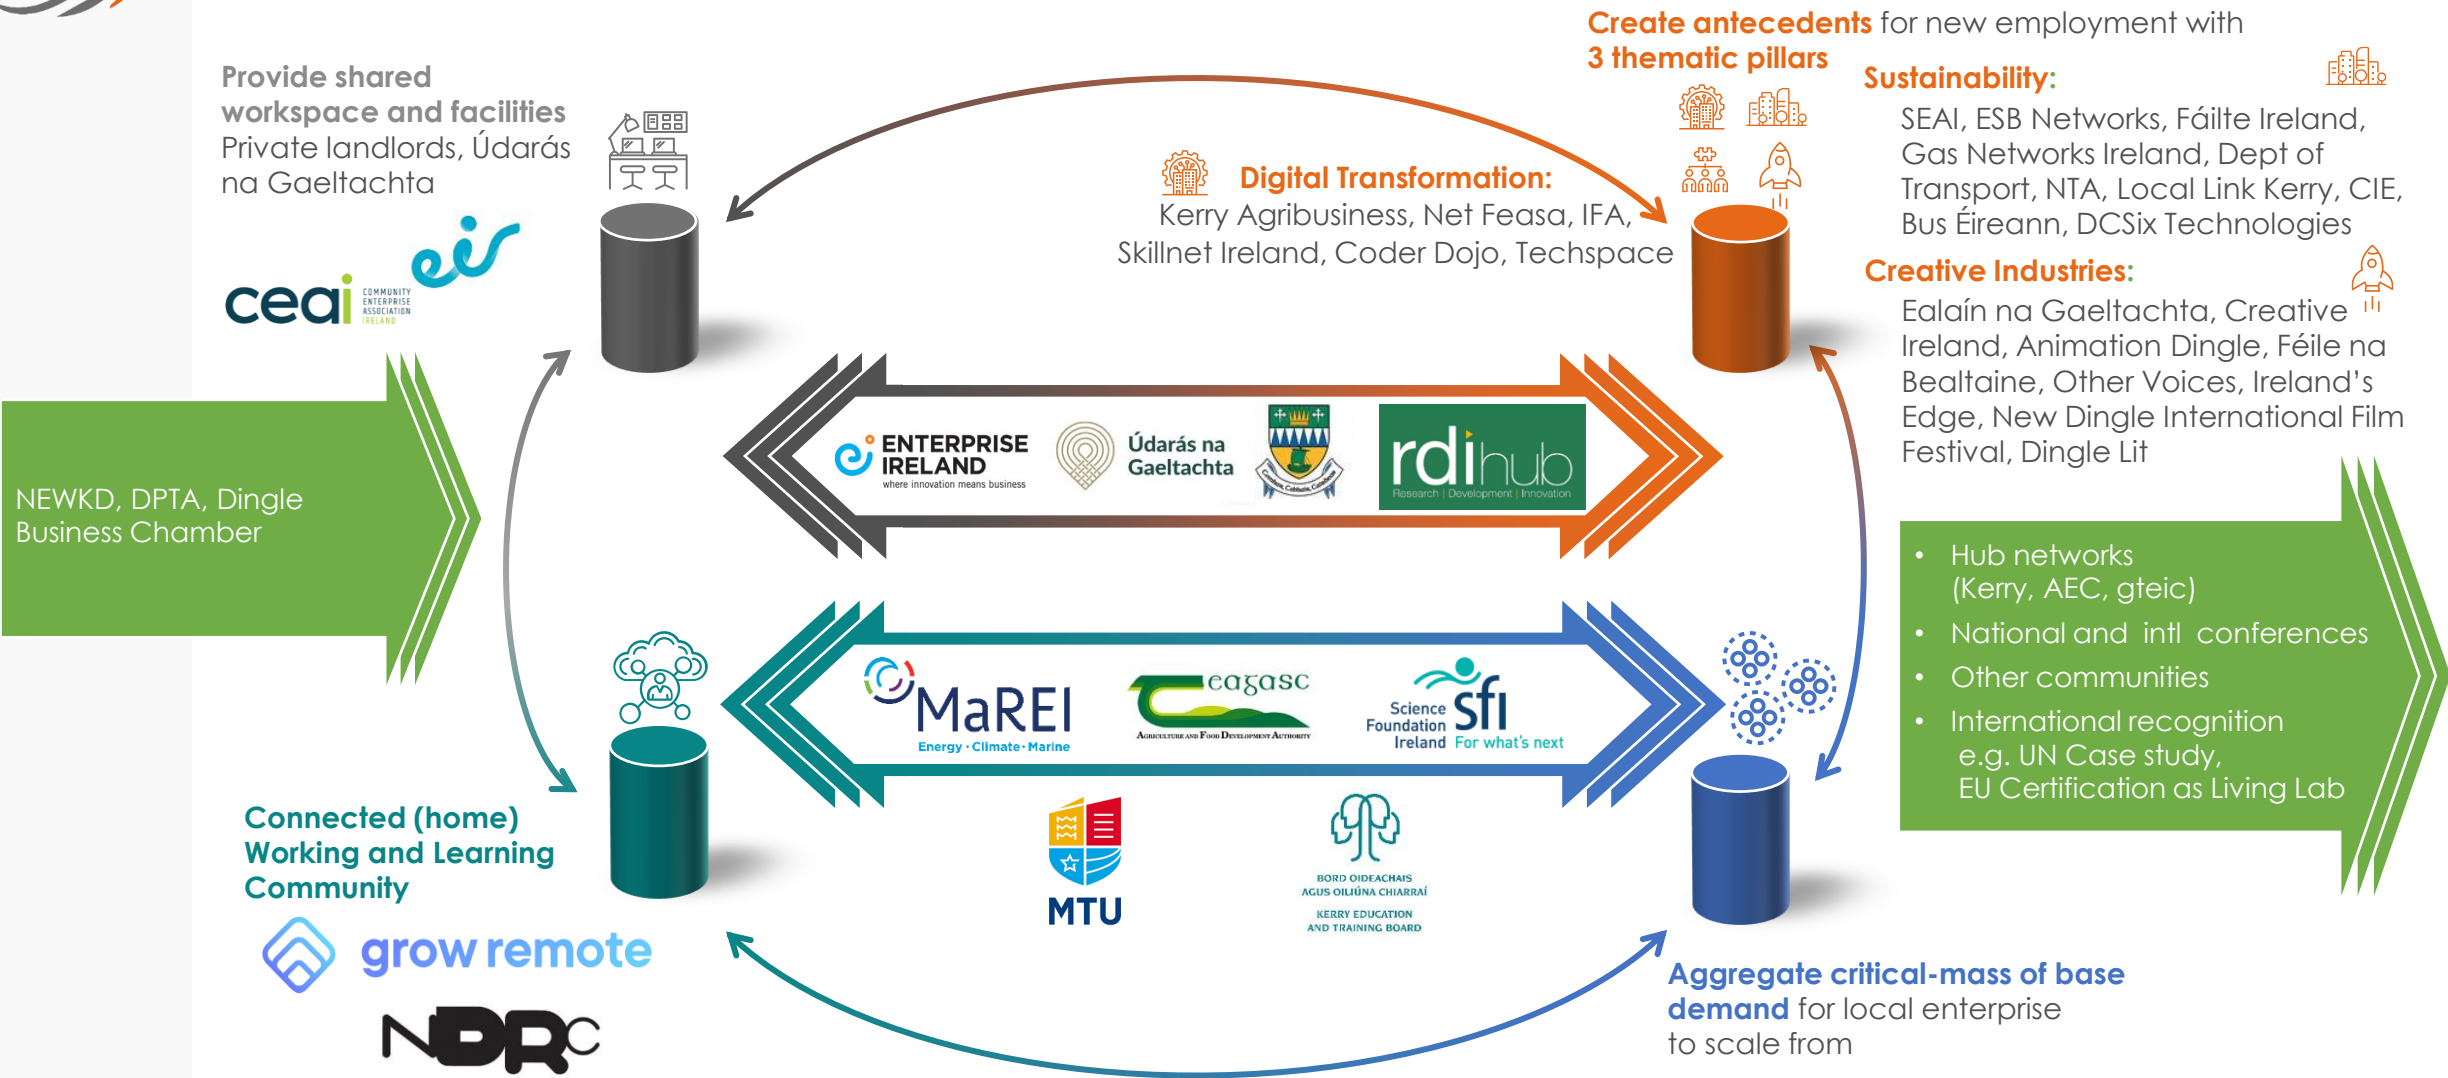 Provide shared
workspace and facilities
Private landlords, Údarás
na Gaeltachta
eir
ceai COMMUNITY
ENTERPRISE
ASSOCIATION
IRELAND
NEWKD, DPTA, Dingle
Business Chamber
Create antecedents for new employment with
3 thematic pillars
Digital Transformation:
Kerry Agribusiness, Net Feasa, IFA,
Skillnet Ireland, Coder Dojo, Techspace
Sustainability:
SEAI, ESB Networks, Fáilte Ireland,
Gas Networks Ireland, Dept of
Transport, NTA, Local Link Kerry, CIE,
Bus Éireann, DCSix Technologies
Creative Industries:
Ealaín na Gaeltachta, Creative
Ireland, Animation Dingle, Féile na
Bealtaine, Other Voices, Ireland’s
Edge, New Dingle International Film
Festival, Dingle Lit
ENTERPRISE
IRELAND
where innovation means business
Údarás na
Gaeltachta
rdihub
Research | Development | Innovation
MaREI
Energy · Climate · Marine
Teagasc
AGRICULTURE AND FOOD DEVELOPMENT AUTHORITY
Science
Foundation
Ireland
sfi
For what's next
MTU
BORD OIDEACHAIS
AGUS OILIÚNA CHIARRAÍ
KERRY EDUCATION
AND TRAINING BOARD
• Hub networks
(Kerry, AEC, gteic)
• National and intl conferences
• Other communities
• International recognition
e.g. UN Case study,
EU Certification as Living Lab
Connected (home)
Working and Learning
Community
grow remote
NDRC
Aggregate critical-mass of base
demand for local enterprise
to scale from